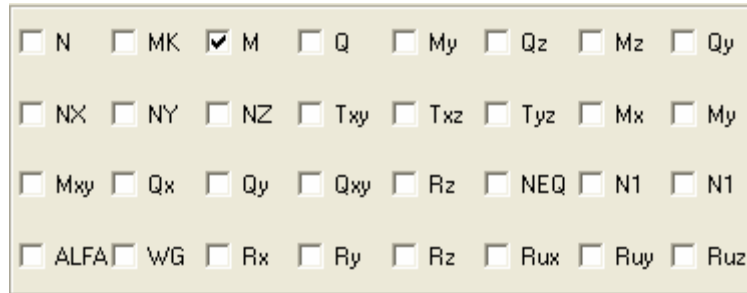 N MK M Q My Qz Mz Qy
NX NY NZ Txy Txz Tyz Mx My
Mxy Qx Qy Qxy Rz NEQ N1 N1
ALFA WG Rx Ry Rz Rux Ruy Ruz